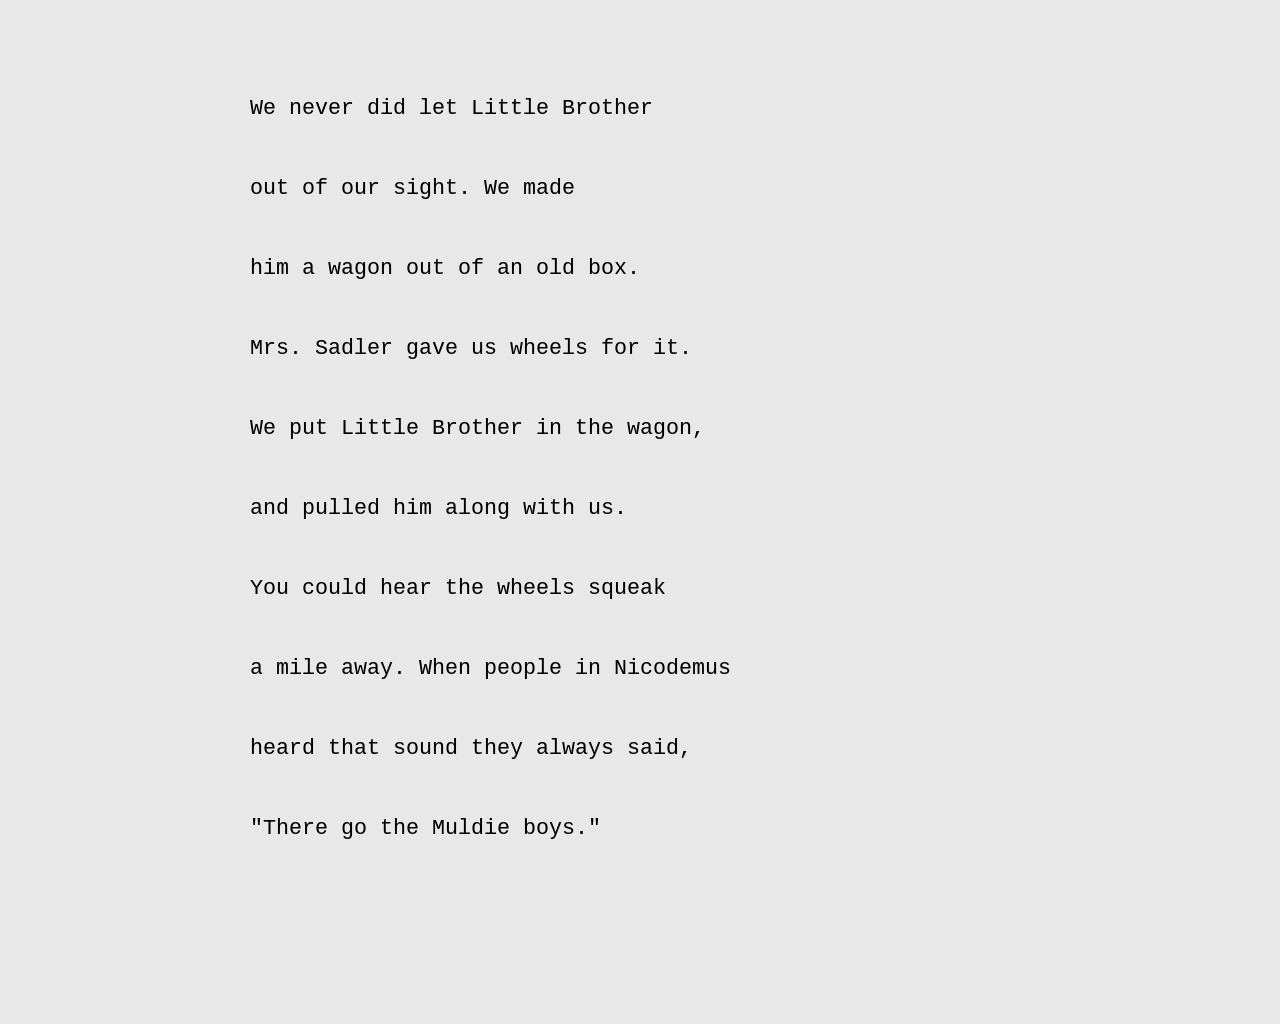 We never did let Little Brother
out of our sight. We made
him a wagon out of an old box.
Mrs. Sadler gave us wheels for it.
We put Little Brother in the wagon,
and pulled him along with us.
You could hear the wheels squeak
a mile away. When people in Nicodemus
heard that sound they always said,
"There go the Muldie boys."